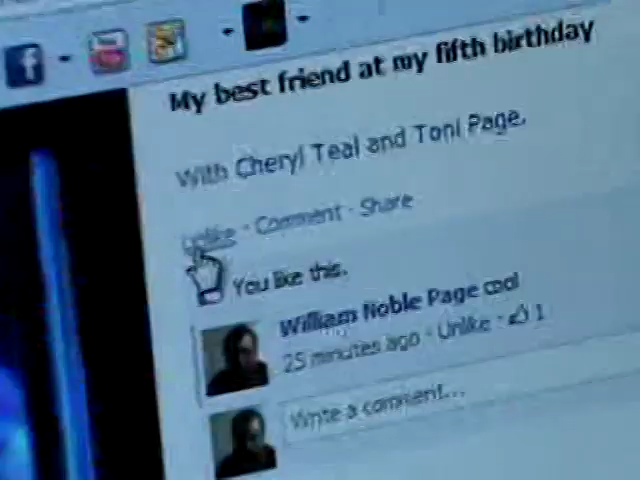 My best friend at my fifth birthday
With Cheryl Teal and Toni Page.
Unlike · Comment · Share
You like this.
William Noble Page cool
25 minutes ago · Unlike · 1
Write a comment...